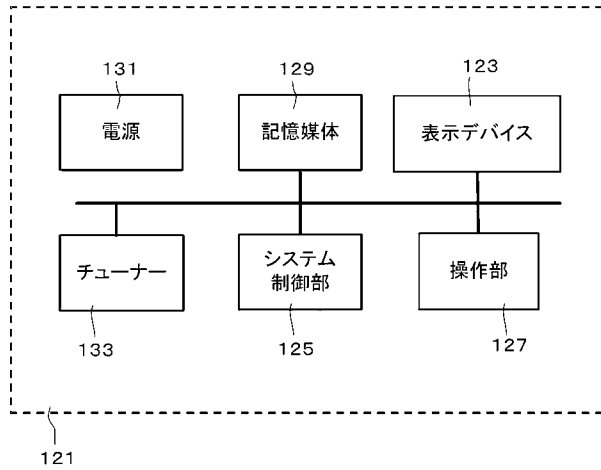 131
129
123
電源
記憶媒体
表示デバイス
チューナー
システム
制御部
操作部
133
125
127
121